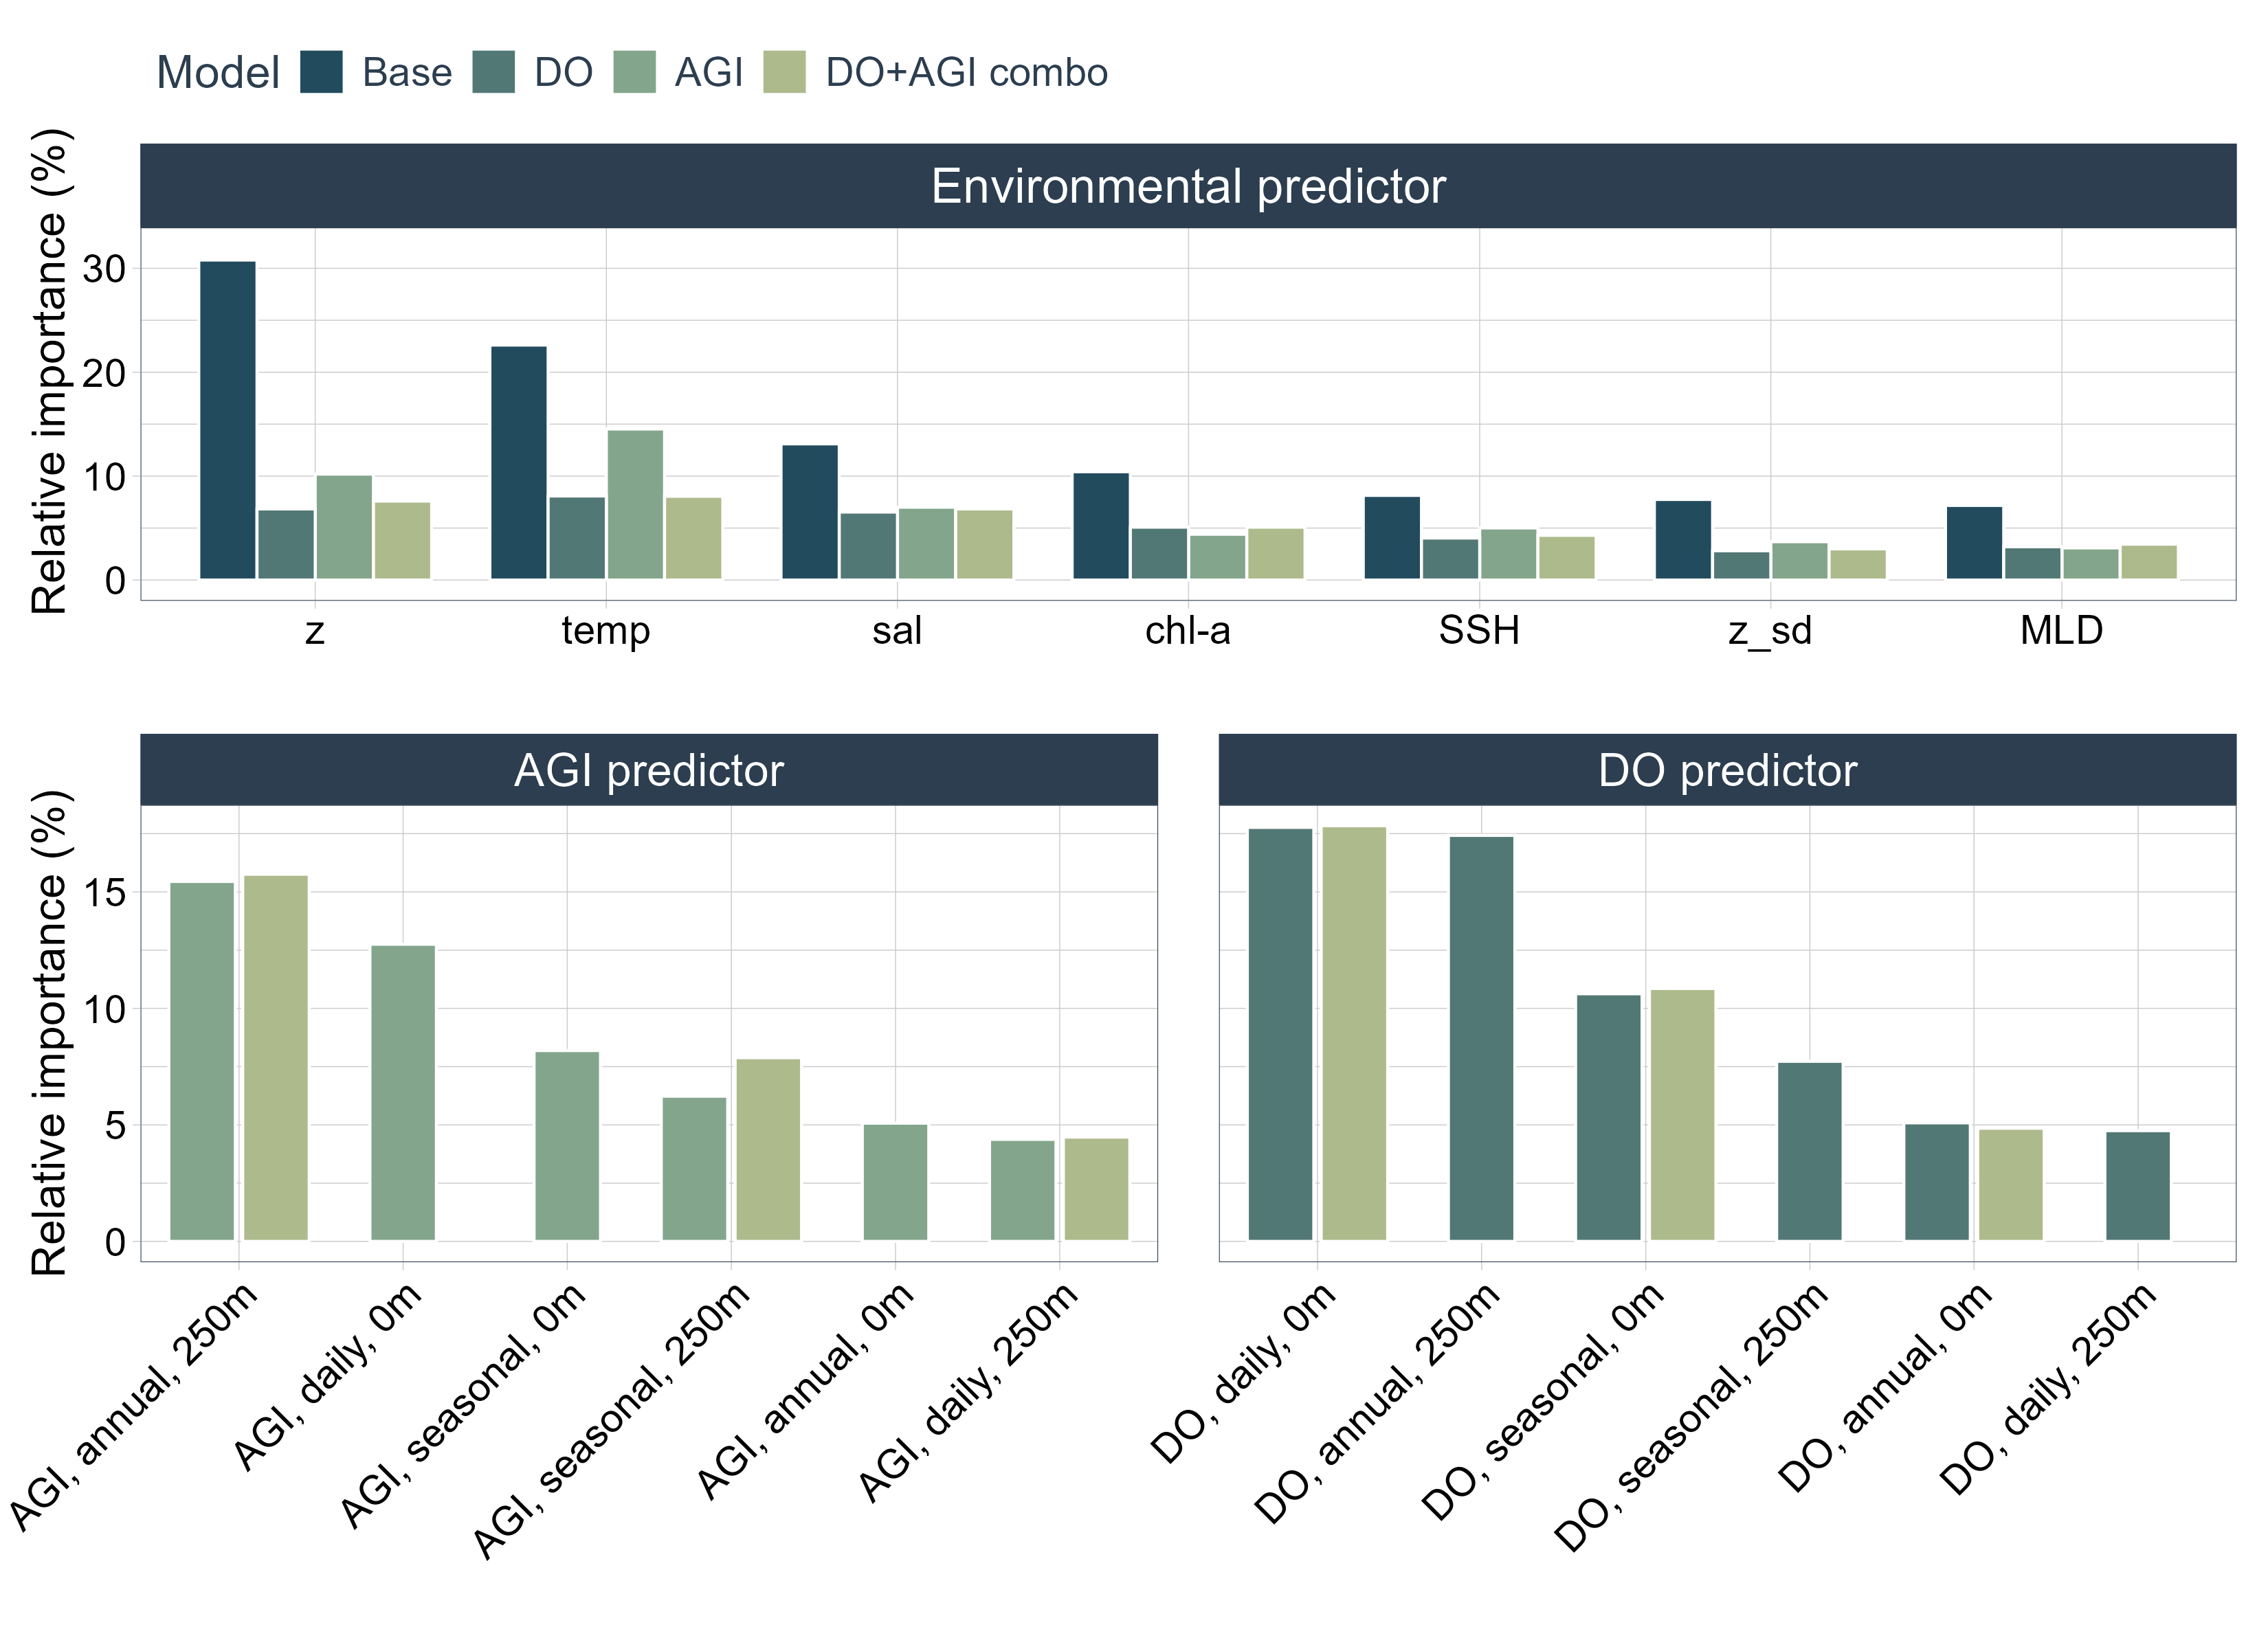 Model Base DO AGI DO+AGI combo
Environmental predictor
Relative importance (%)
30
20
10
0
z temp sal chl-a SSH z_sd MLD
AGI predictor
DO predictor
Relative importance (%)
15
10
5
0
AGI, annual, 250m
AGI, daily, 0m
AGI, seasonal, 0m
AGI, seasonal, 250m
AGI, annual, 0m
AGI, daily, 250m
DO, daily, 0m
DO, annual, 250m
DO, seasonal, 0m
DO, seasonal, 250m
DO, annual, 0m
DO, daily, 250m